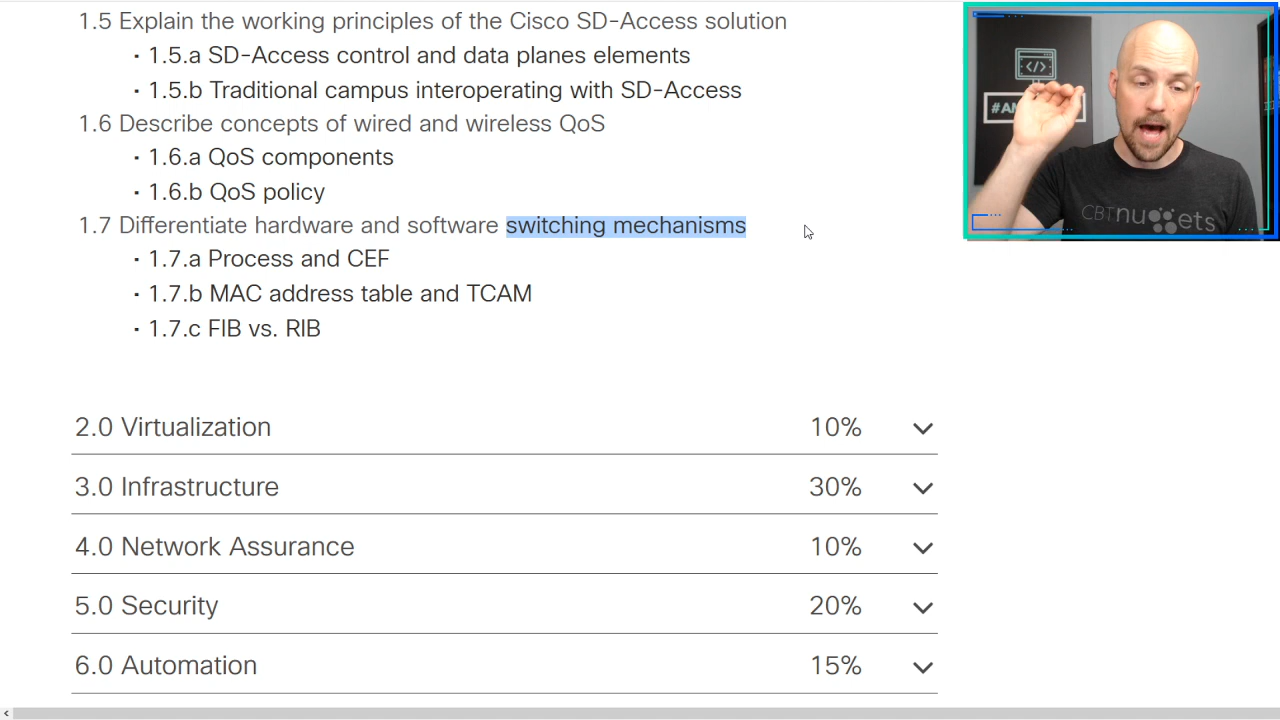 1.5 Explain the working principles of the Cisco SD-Access solution
▪ 1.5.a SD-Access control and data planes elements
▪ 1.5.b Traditional campus interoperating with SD-Access
1.6 Describe concepts of wired and wireless QoS
▪ 1.6.a QoS components
▪ 1.6.b QoS policy
1.7 Differentiate hardware and software switching mechanisms
▪ 1.7.a Process and CEF
▪ 1.7.b MAC address table and TCAM
▪ 1.7.c FIB vs. RIB
2.0 Virtualization 10%
3.0 Infrastructure 30%
4.0 Network Assurance 10%
5.0 Security 20%
6.0 Automation 15%
</>
CBTnuggets